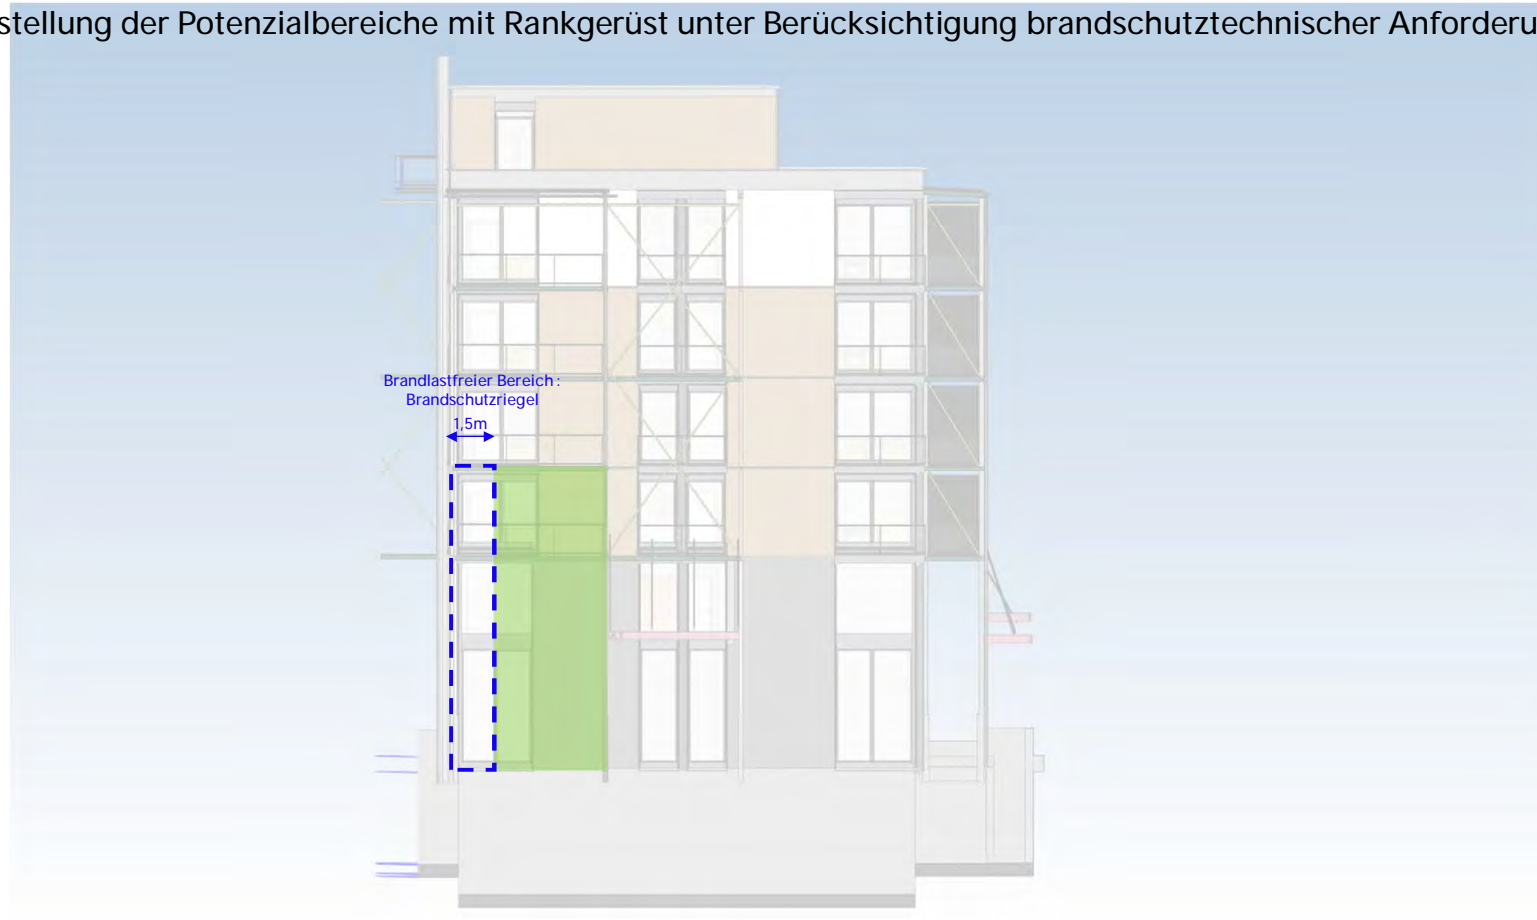 stellung der Potenzialbereiche mit Rankgerüst unter Berücksichtigung brandschutztechnischer Anforderu
Brandlastfreier Bereich :
Brandschutzriegel
1,5m